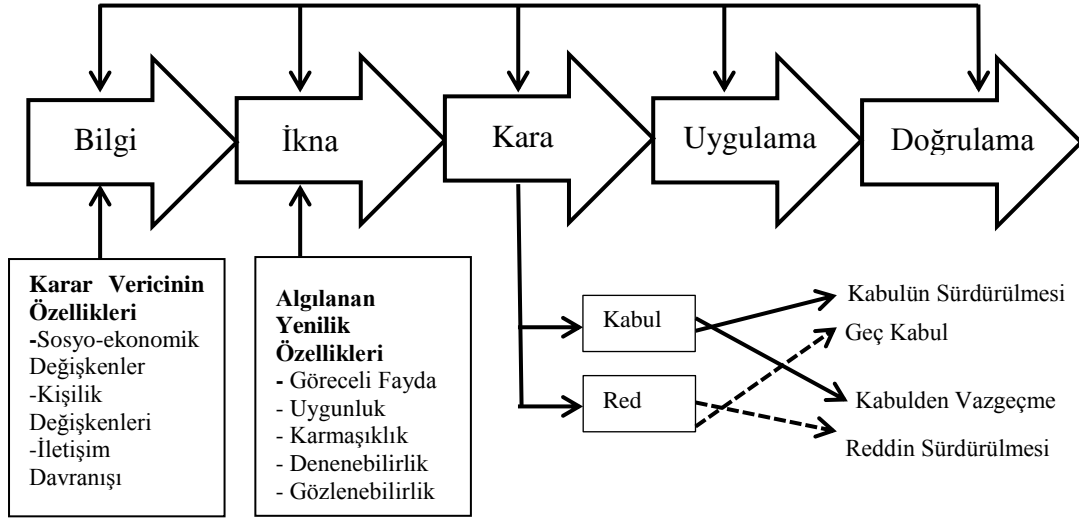 Bilgi
İkna
Kara
Uygulama
Doğrulama
Karar Vericinin
Özellikleri
-Sosyo-ekonomik
Değişkenler
-Kişilik
Değişkenleri
-İletişim
Davranışı
Algılanan
Yenilik
Özellikleri
- Göreceli Fayda
- Uygunluk
- Karmaşıklık
- Denenebilirlik
- Gözlenebilirlik
Kabul
Red
Kabulün Sürdürülmesi
Geç Kabul
Kabulden Vazgeçme
Reddin Sürdürülmesi